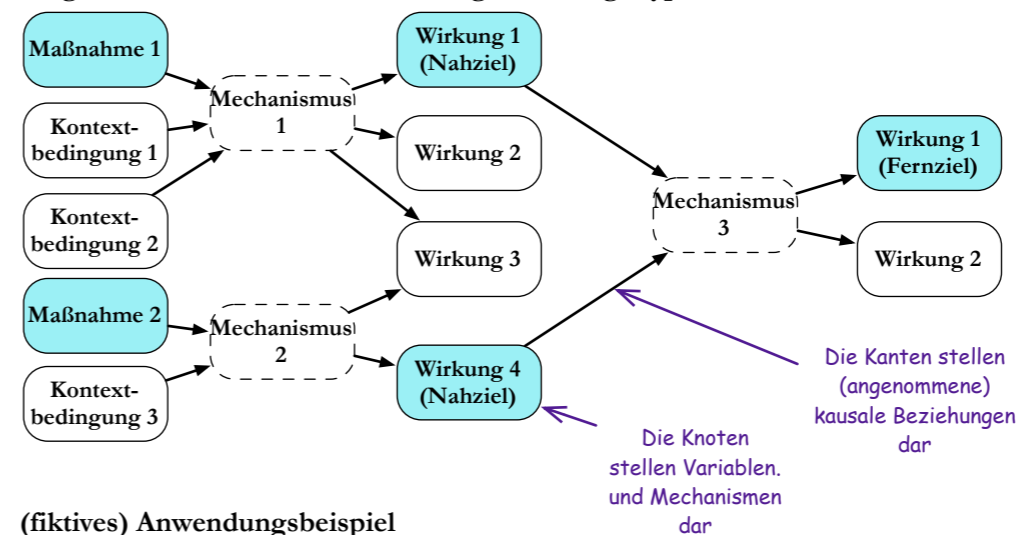 Maßnahme 1
Kontext-
bedingung 1
Kontext-
bedingung 2
Maßnahme 2
Kontext-
bedingung 3
Mechanismus
1
Mechanismus
2
Wirkung 1
(Nahziel)
Wirkung 2
Wirkung 3
Wirkung 4
(Nahziel)
Mechanismus
3
Wirkung 1
(Fernziel)
Wirkung 2
Die Kanten stellen
(angenommene)
kausale Beziehungen
dar
Die Knoten
stellen Variablen.
und Mechanismen
dar
(fiktives) Anwendungsbeispiel